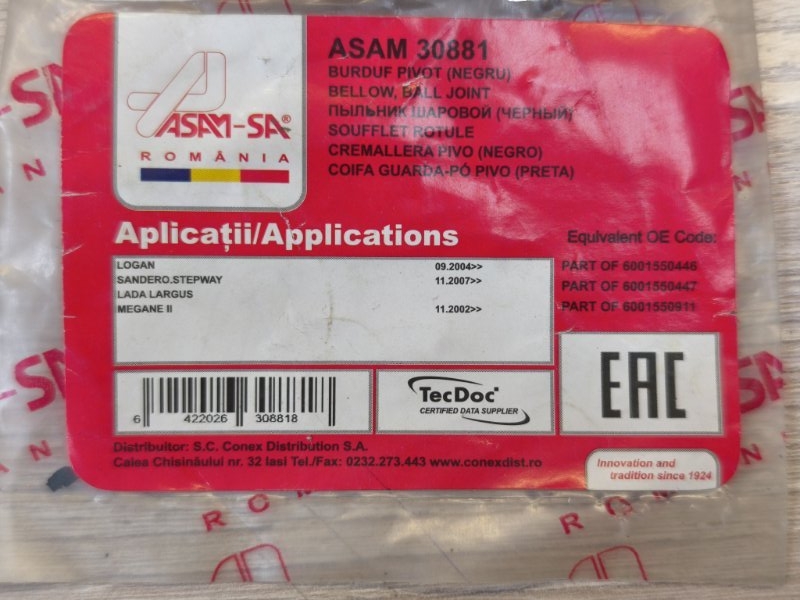 ASAM-SA®
ROMÂNIA
ASAM 30881
BURDUF PIVOT (NEGRU)
BELLOW, BALL JOINT
ПЫЛЬНИК ШАРОВОЙ (ЧЕРНЫЙ)
SOUFFLET ROTULE
CREMALLERA PIVO (NEGRO)
COIFA GUARDA-PÓ PIVO (PRETA)
Aplicații/Applications
Equivalent OE Code:
LOGAN 09.2004>>
SANDERO.STEPWAY 11.2007>>
LADA LARGUS
MEGANE II 11.2002>>
PART OF 6001550446
PART OF 6001550447
PART OF 6001550911
6 422026 308818
TecDoc
CERTIFIED DATA SUPPLIER
EAC
Distribuitor: S.C. Conex Distribution S.A.
Calea Chisinăului nr. 32 Iasi Tel./Fax: 0232.273.443 www.conexdist.ro
Innovation and
tradition since 1924